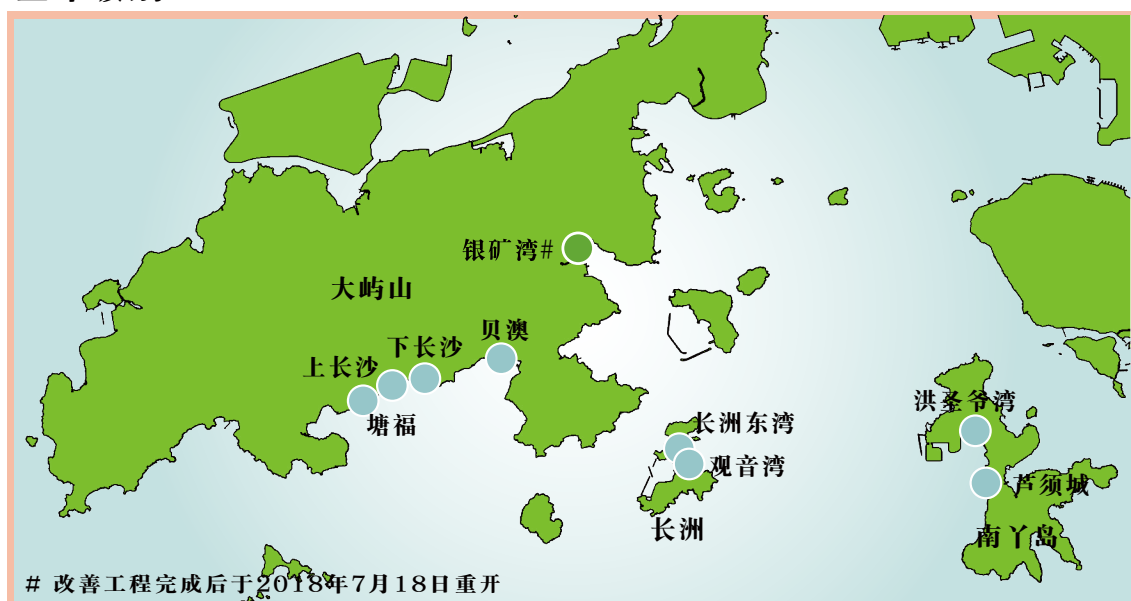 银矿湾#
大屿山
贝澳
下长沙
上长沙
塘福
长洲东湾
观音湾
长洲
洪圣爷湾
芦须城
南丫岛
# 改善工程完成后于2018年7月18日重开